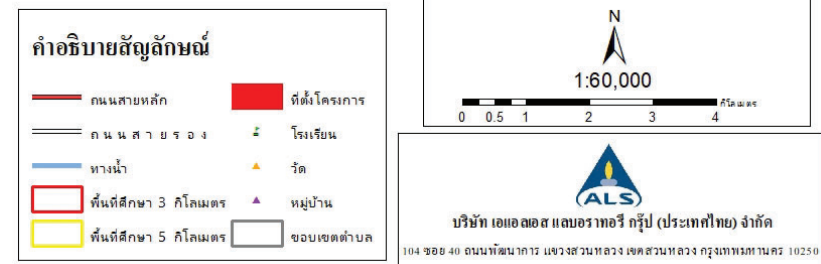 คำอธิบายสัญลักษณ์
ถนนสายหลัก
ที่ตั้งโครงการ
ถนนสายรอง
โรงเรียน
ทางน้ำ
วัด
พื้นที่ศึกษา 3 กิโลเมตร
หมู่บ้าน
พื้นที่ศึกษา 5 กิโลเมตร
ขอบเขตตำบล
N
1:60,000
กิโลเมตร
0 0.5 1 2 3 4
ALS
บริษัท เอแอลเอส แลบอราทอรี กรุ๊ป (ประเทศไทย) จำกัด
104 ซอย 40 ถนนพัฒนาการ แขวงสวนหลวง เขตสวนหลวง กรุงเทพมหานคร 10250